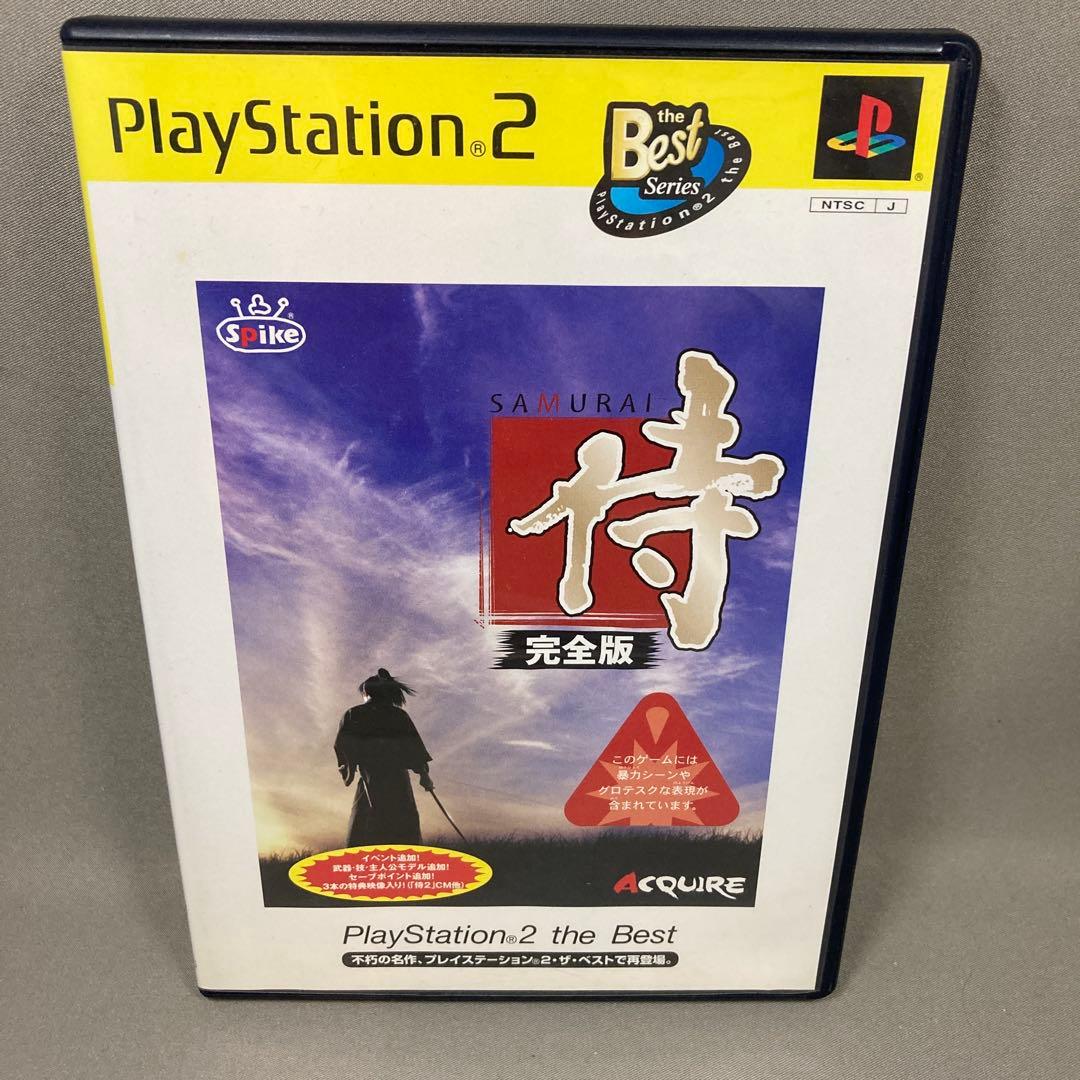 PlayStation®2
the
Best
Series
PlayStation®2 the Best
NTSC J
Spike®
SAMURAI
侍
完全版
このゲームには
暴力シーンや
グロテスクな表現が
含まれています。
イベント追加!
武器・技・主人公モデル追加!
セーブポイント追加!
3本の特典映像入り!(「侍2」CM他)
ACQUIRE
PlayStation®2 the Best
不朽の名作、プレイステーション®2・ザ・ベストで再登場。